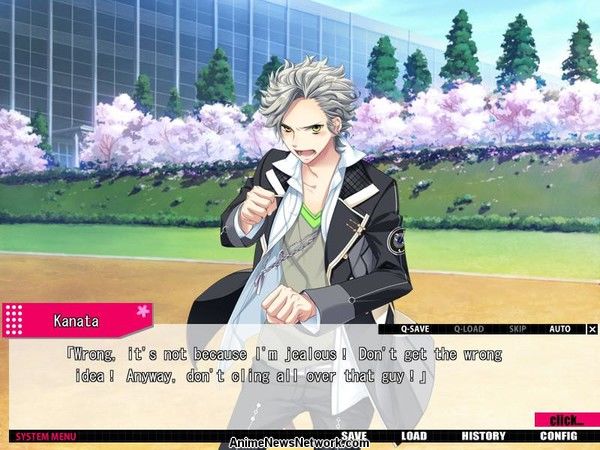 Kanata
Q-SAVE Q-LOAD SKIP AUTO ×
「Wrong, it's not because I'm jealous! Don't get the wrong
idea! Anyway, don't cling all over that guy!」
click...
SYSTEM MENU SAVE LOAD HISTORY CONFIG
AnimeNewsNetwork.com